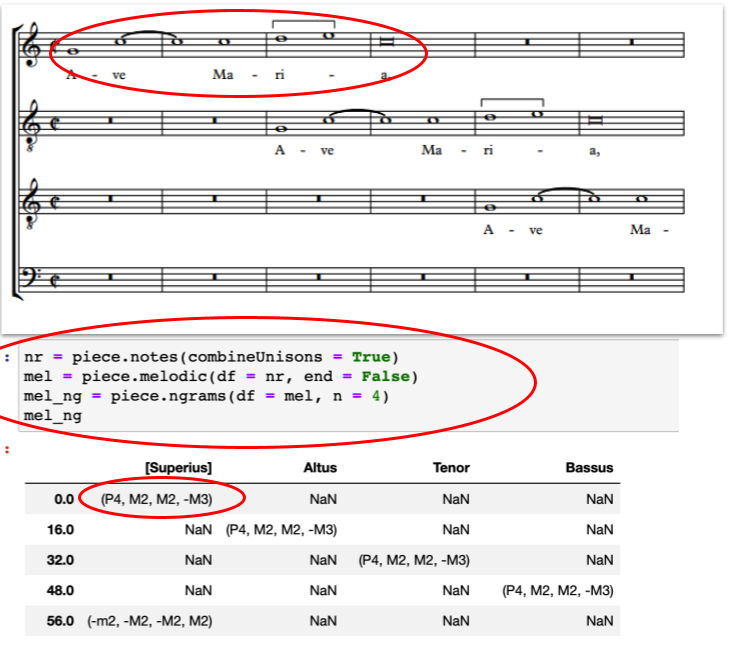 A - ve Ma - ri - a,
8
A - ve Ma - ri - a,
8
A - ve Ma -
: nr = piece.notes(combineUnisons = True)
mel = piece.melodic(df = nr, end = False)
mel_ng = piece.ngrams(df = mel, n = 4)
mel_ng
:
[Superius] Altus Tenor Bassus
0.0 (P4, M2, M2, -M3) NaN NaN NaN
16.0 NaN (P4, M2, M2, -M3) NaN NaN
32.0 NaN NaN (P4, M2, M2, -M3) NaN
48.0 NaN NaN NaN (P4, M2, M2, -M3)
56.0 (-m2, -M2, -M2, M2) NaN NaN NaN